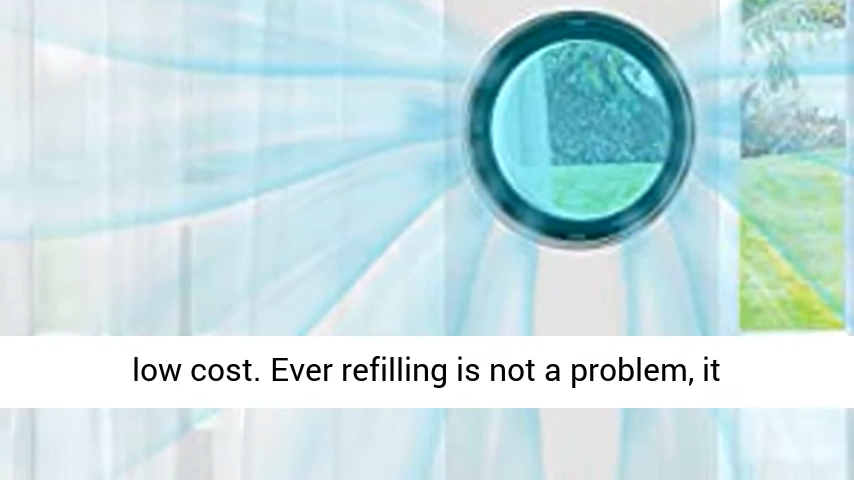 low cost. Ever refilling is not a problem, it